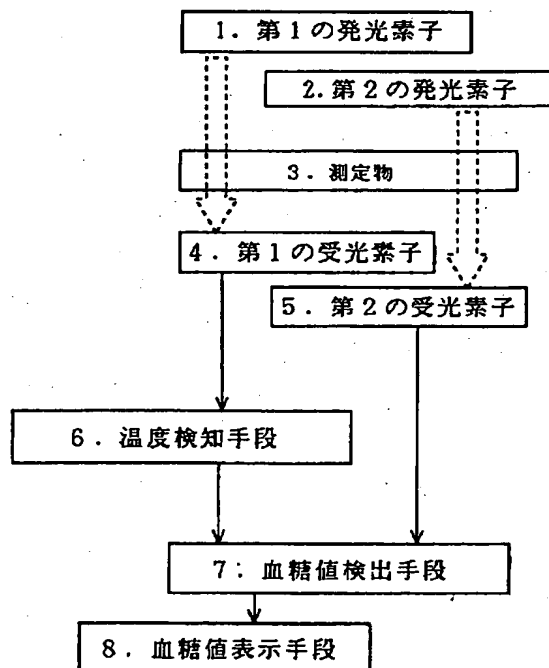 1．第1の発光素子
2．第2の発光素子
3．測定物
4．第1の受光素子
5．第2の受光素子
6．温度検知手段
7：血糖値検出手段
8．血糖値表示手段